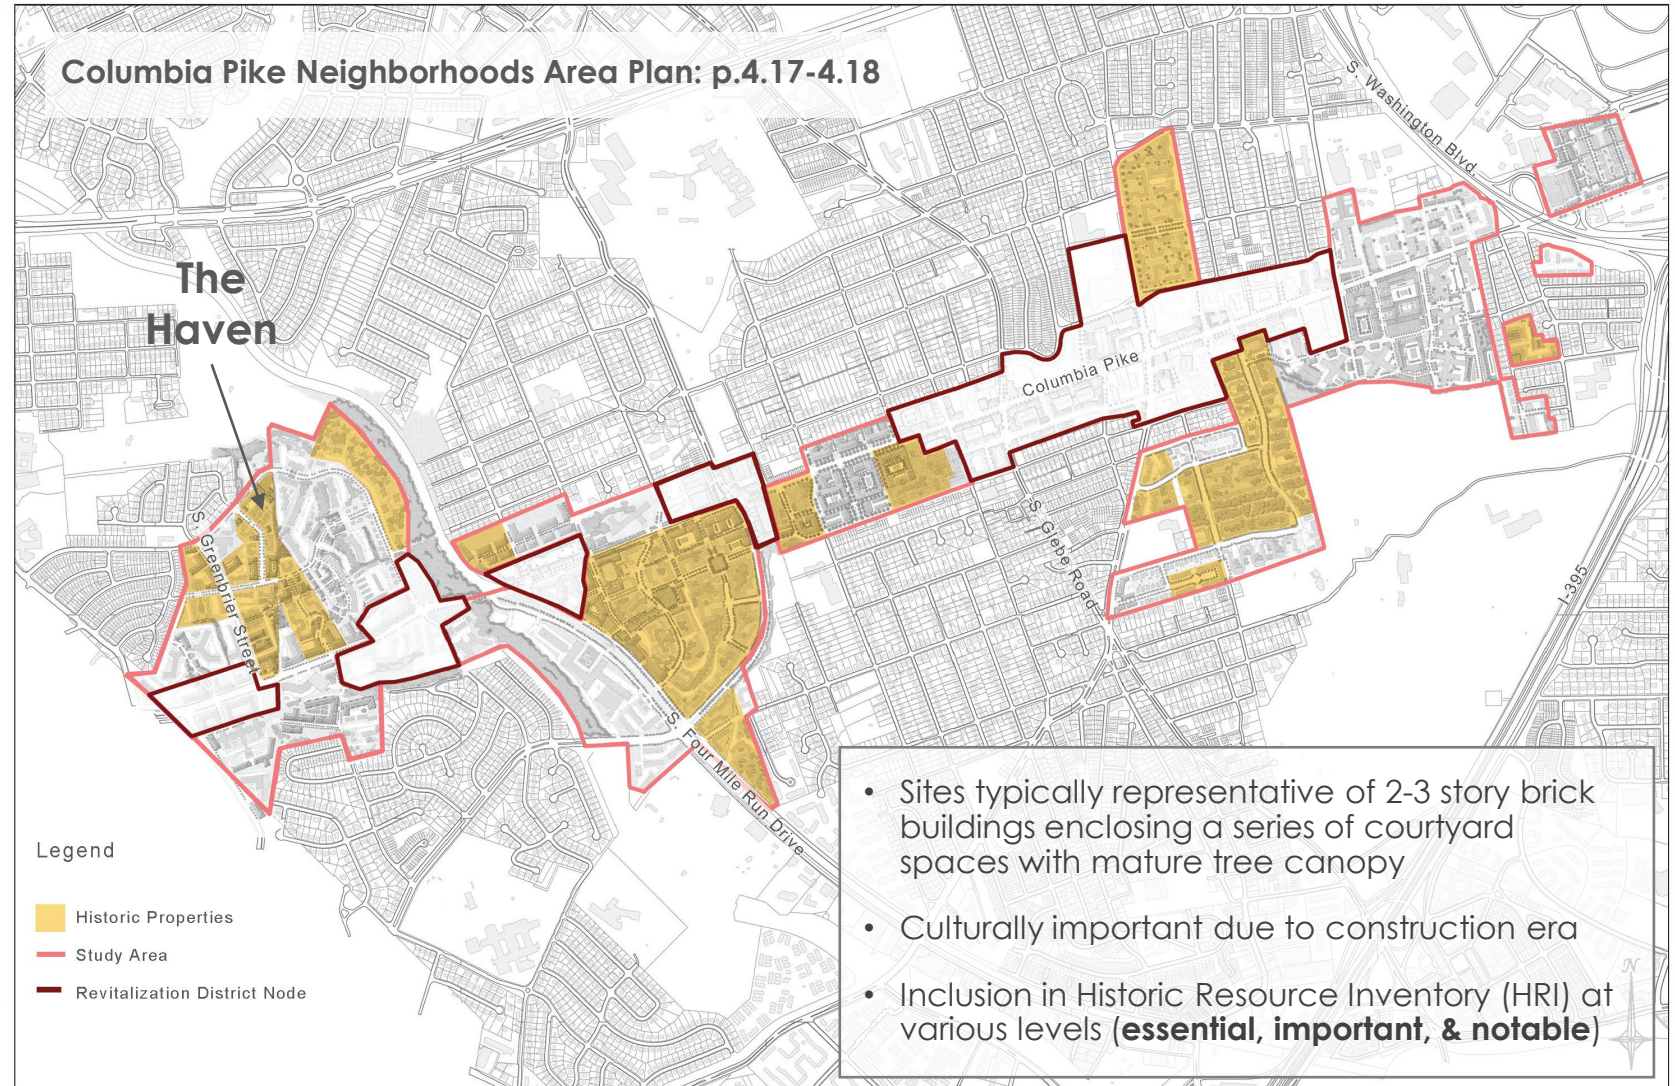 Columbia Pike Neighborhoods Area Plan: p.4.17-4.18
The
Haven
S. Washington Blvd.
Columbia Pike
S. Glebe Road
I-395
S. Greenbrier Street
S. Four Mile Run Drive
Legend
Historic Properties
Study Area
Revitalization District Node
• Sites typically representative of 2-3 story brick
buildings enclosing a series of courtyard
spaces with mature tree canopy
• Culturally important due to construction era
• Inclusion in Historic Resource Inventory (HRI) at
various levels (essential, important, & notable)
N